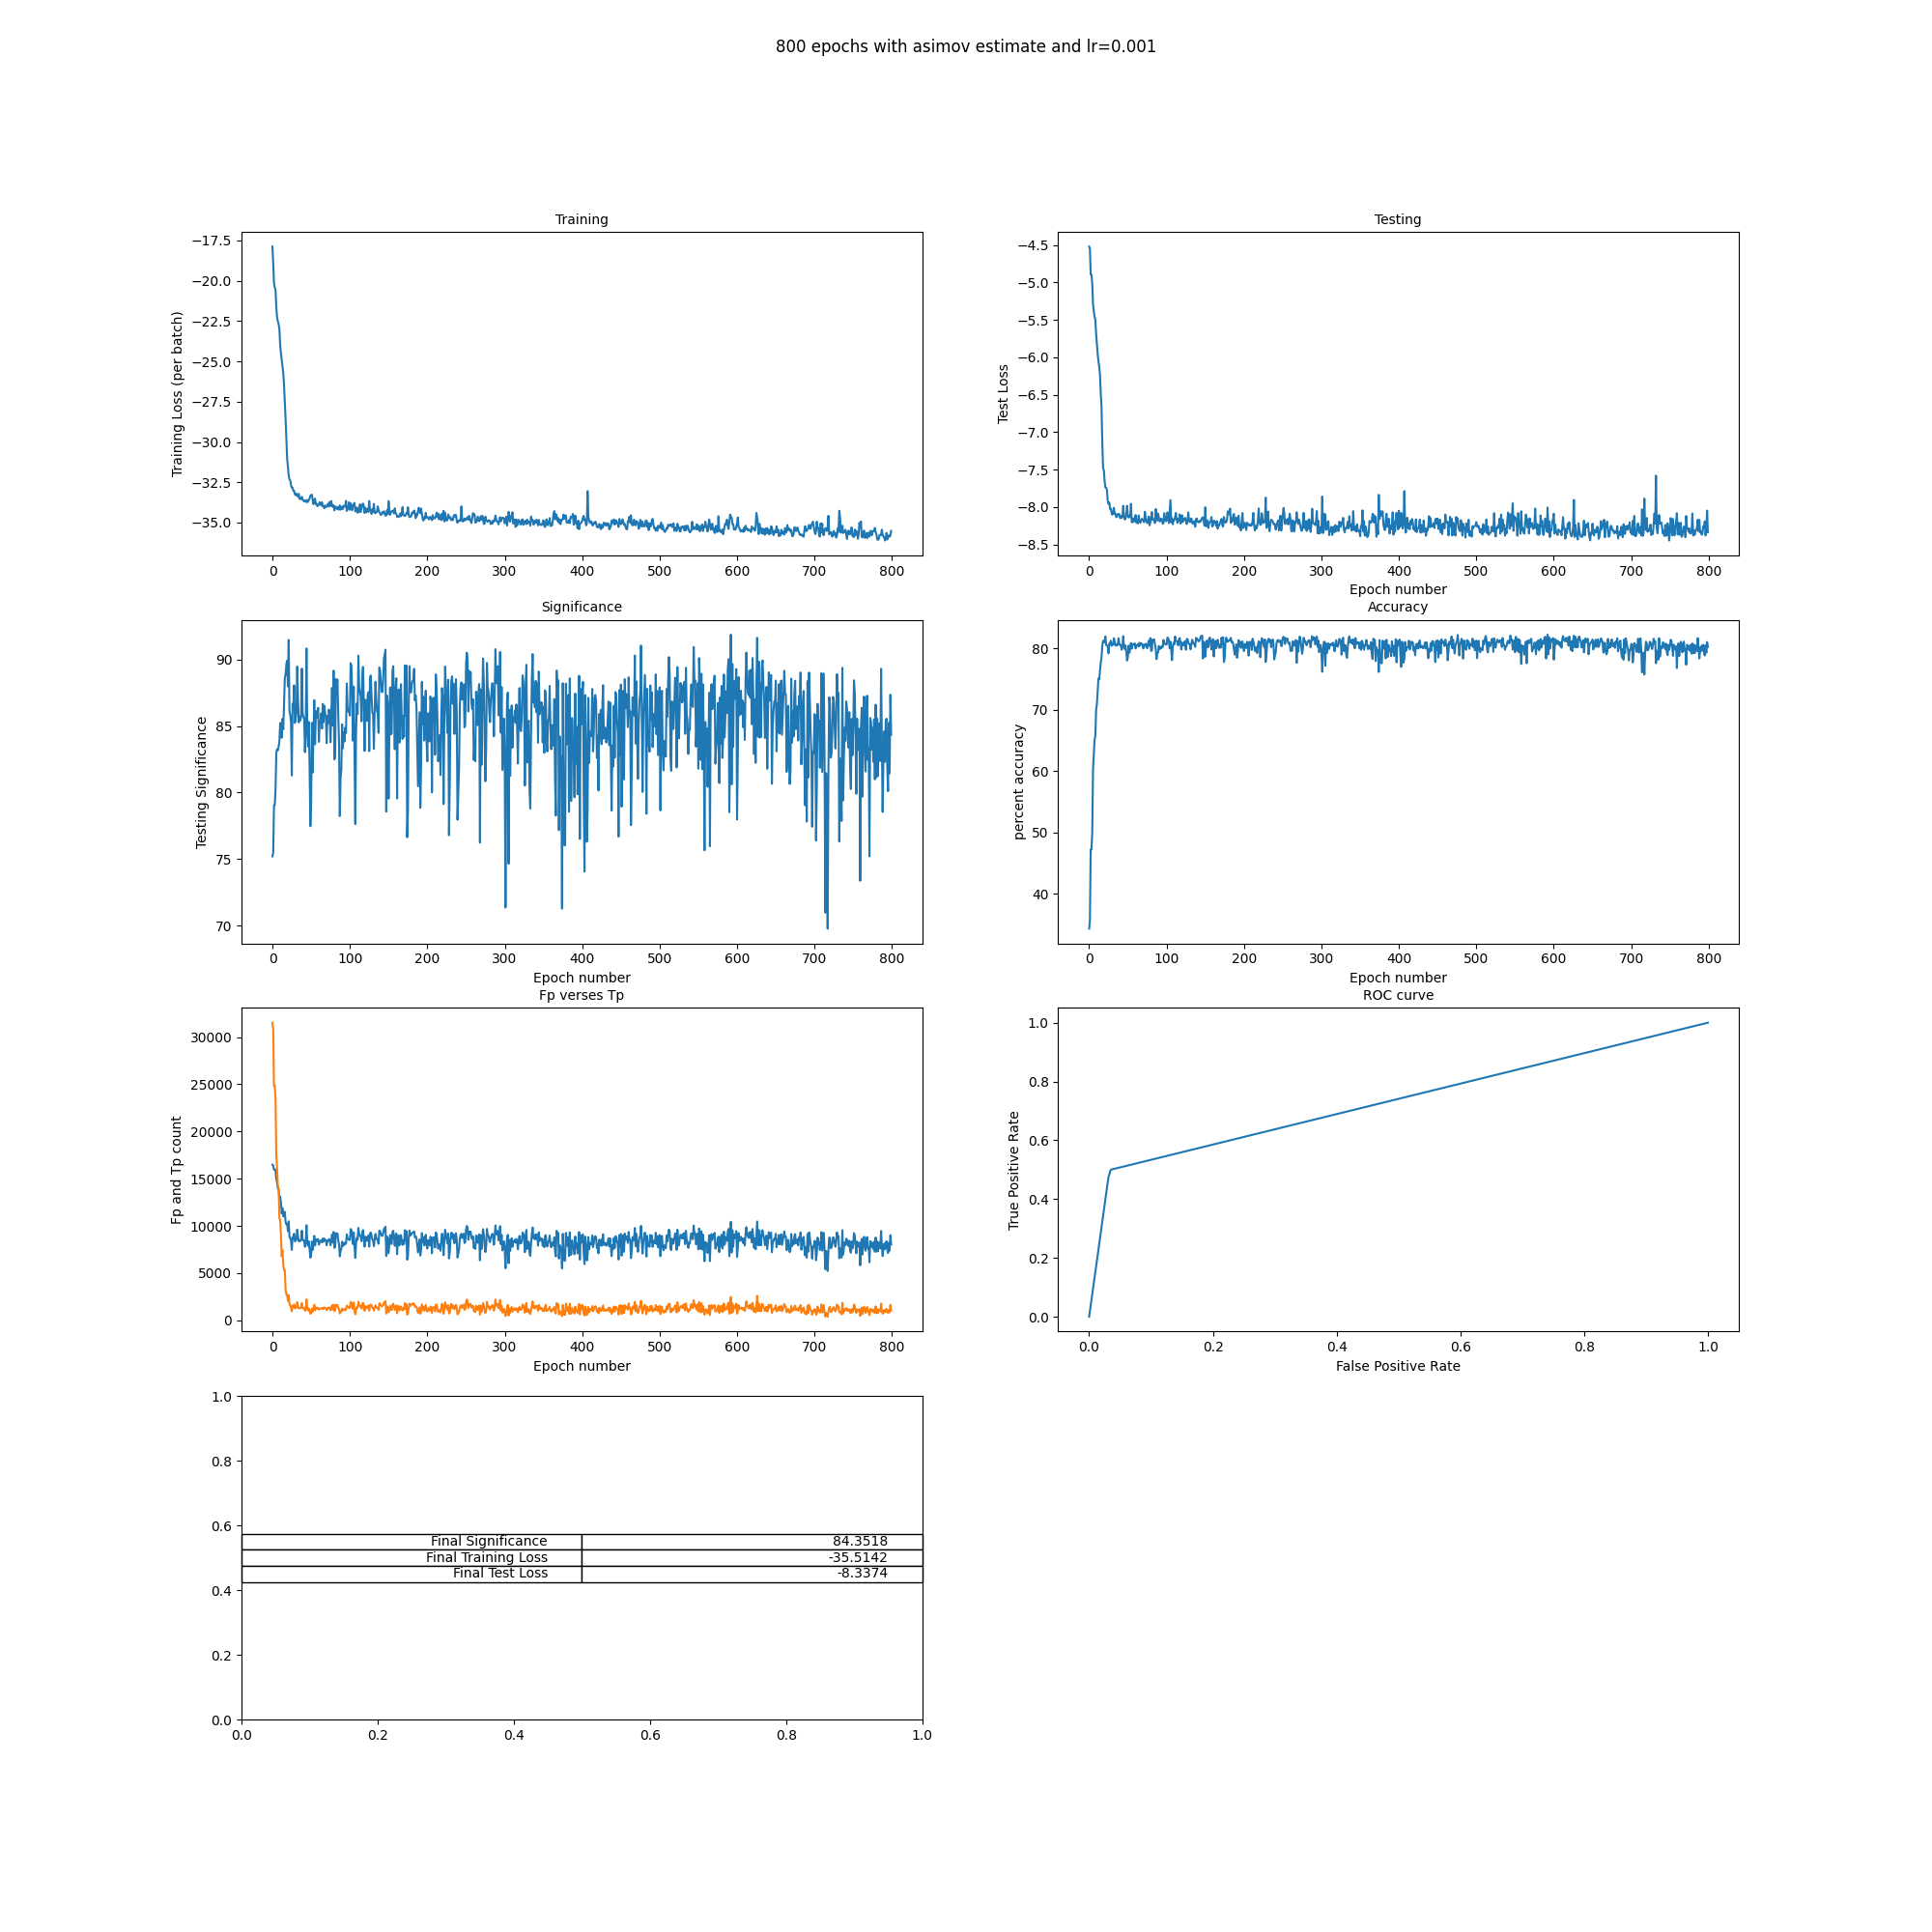 800 epochs with asimov estimate and lr=0.001
Training
Training Loss (per batch)
−17.5
−20.0
−22.5
−25.0
−27.5
−30.0
−32.5
−35.0
0 100 200 300 400 500 600 700 800
Testing
Test Loss
−4.5
−5.0
−5.5
−6.0
−6.5
−7.0
−7.5
−8.0
−8.5
0 100 200 300 400 500 600 700 800
Epoch number
Significance
Testing Significance
90
85
80
75
70
0 100 200 300 400 500 600 700 800
Epoch number
Accuracy
percent accuracy
80
70
60
50
40
0 100 200 300 400 500 600 700 800
Epoch number
Fp verses Tp
Fp and Tp count
30000
25000
20000
15000
10000
5000
0
0 100 200 300 400 500 600 700 800
Epoch number
ROC curve
True Positive Rate
1.0
0.8
0.6
0.4
0.2
0.0
0.0 0.2 0.4 0.6 0.8 1.0
False Positive Rate
1.0
0.8
0.6
Final Significance 84.3518
Final Training Loss -35.5142
Final Test Loss -8.3374
0.4
0.2
0.0
0.0 0.2 0.4 0.6 0.8 1.0